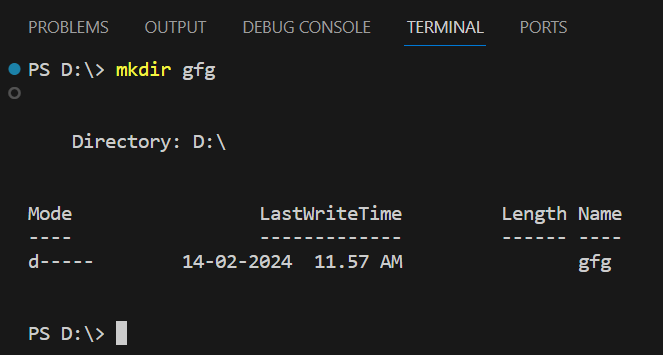 PROBLEMS OUTPUT DEBUG CONSOLE TERMINAL PORTS
PS D:\> mkdir gfg
Directory: D:\
Mode LastWriteTime Length Name
---- ------------- ------ ----
d----- 14-02-2024 11.57 AM gfg
PS D:\>